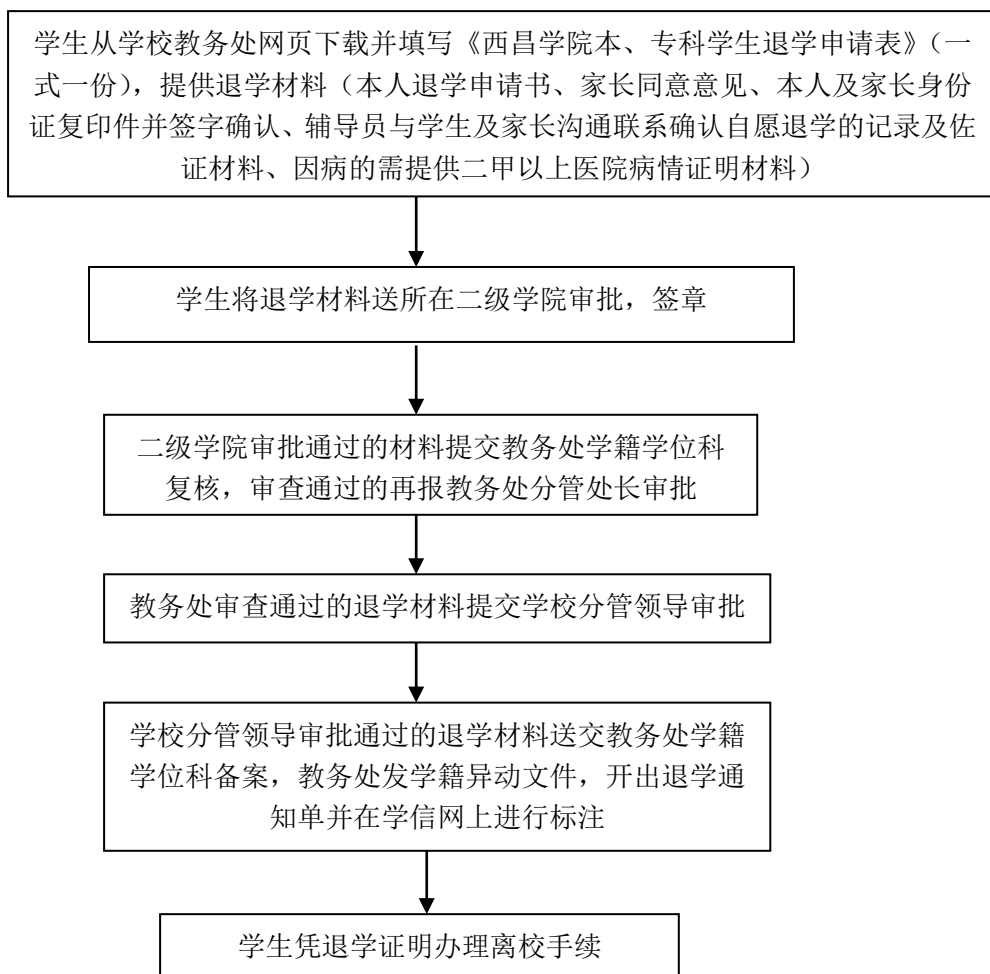 学生从学校教务处网页下载并填写《西昌学院本、专科学生退学申请表》（一
式一份），提供退学材料（本人退学申请书、家长同意意见、本人及家长身份
证复印件并签字确认、辅导员与学生及家长沟通联系确认自愿退学的记录及佐
证材料、因病的需提供二甲以上医院病情证明材料）
学生将退学材料送所在二级学院审批，签章
二级学院审批通过的材料提交教务处学籍学位科
复核，审查通过的再报教务处分管处长审批
教务处审查通过的退学材料提交学校分管领导审批
学校分管领导审批通过的退学材料送交教务处学籍
学位科备案，教务处发学籍异动文件，开出退学通
知单并在学信网上进行标注
学生凭退学证明办理离校手续